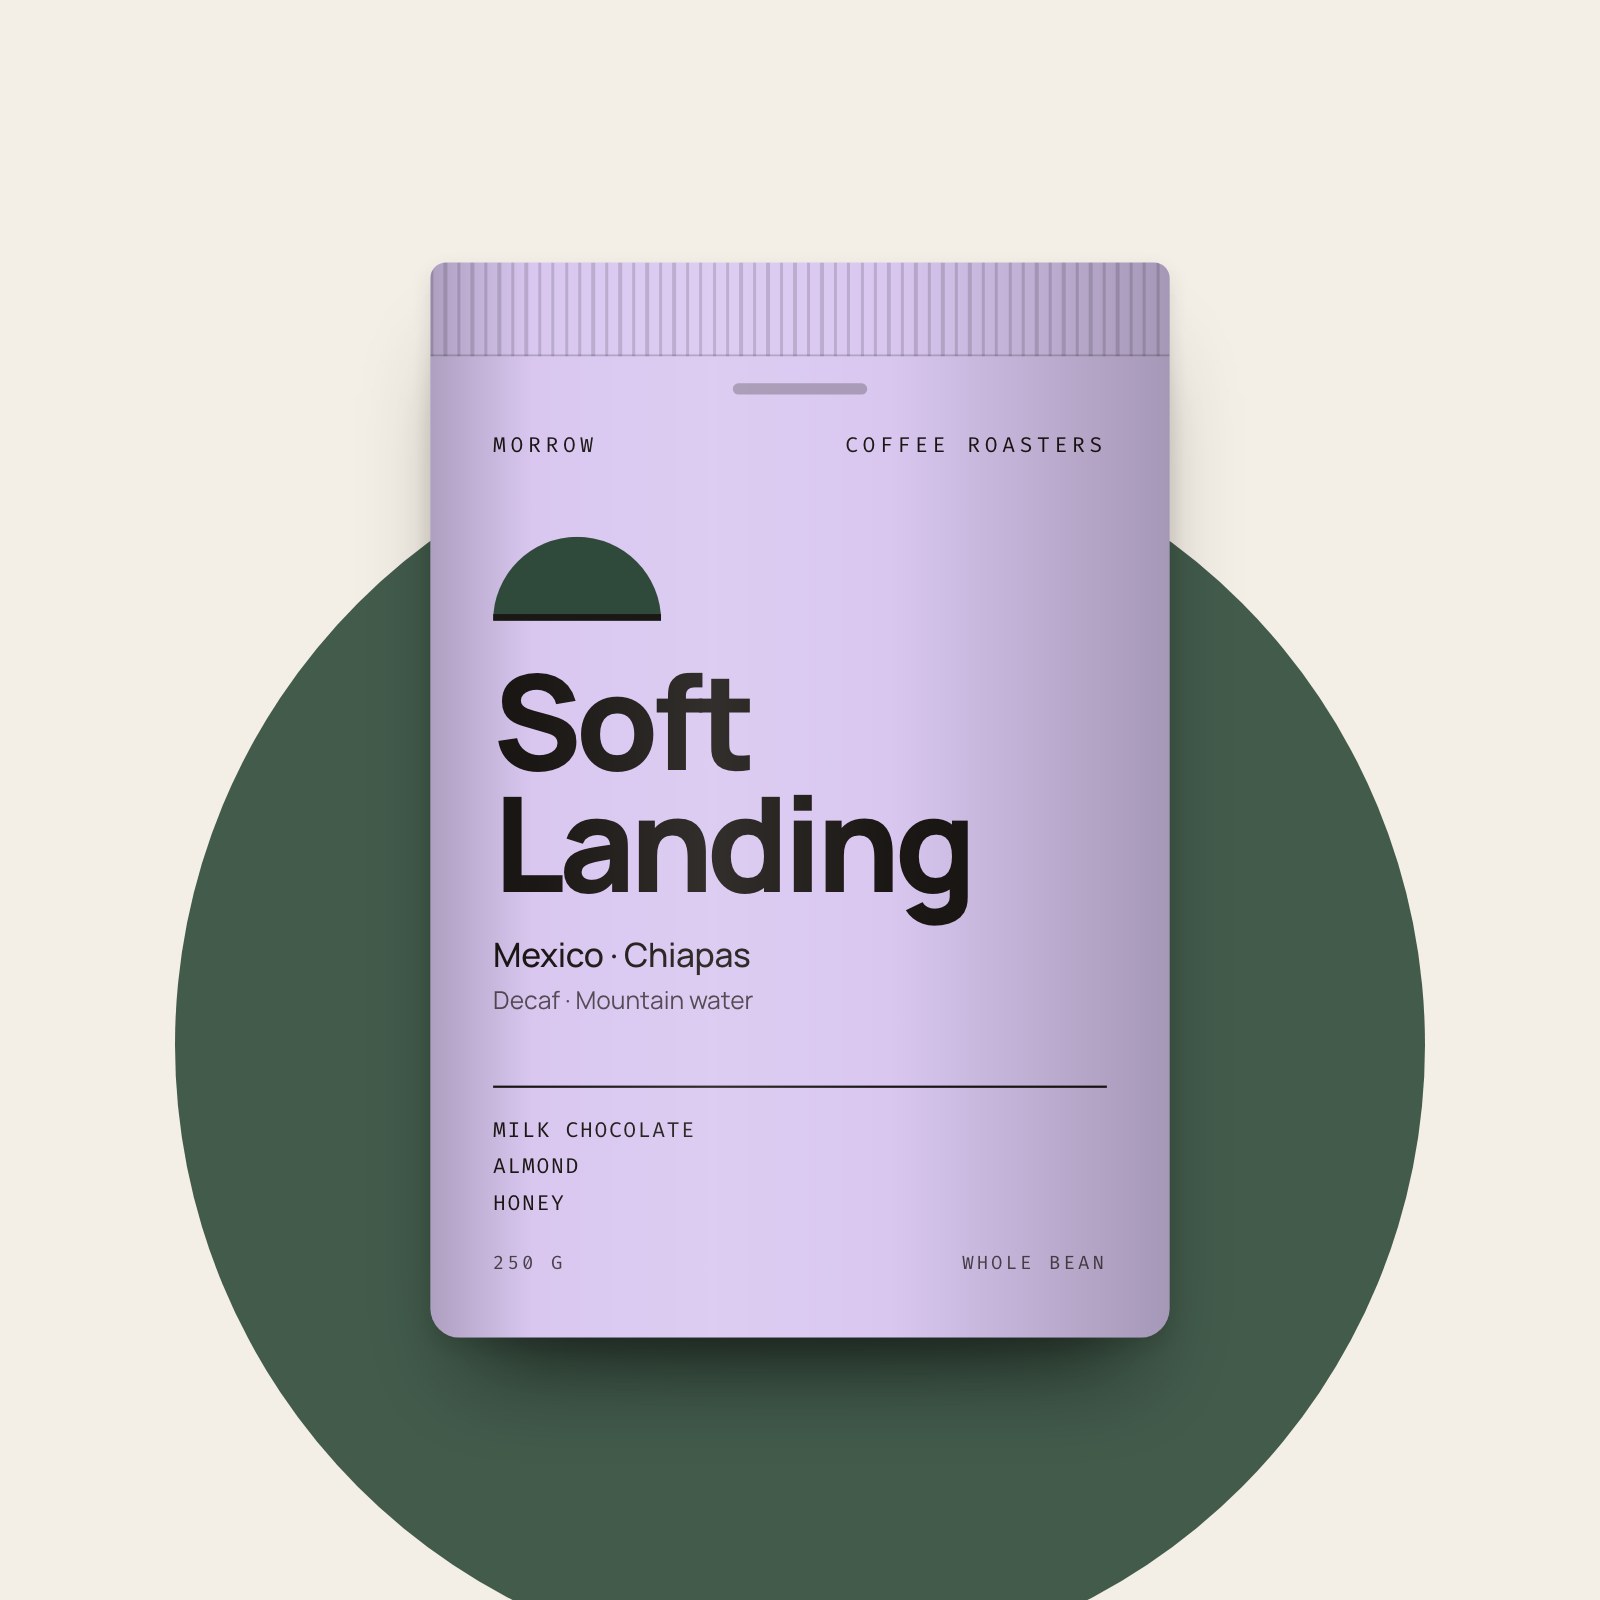 MORROW COFFEE ROASTERS
Soft
Landing
Mexico · Chiapas
Decaf · Mountain water
MILK CHOCOLATE
ALMOND
HONEY
250 G WHOLE BEAN